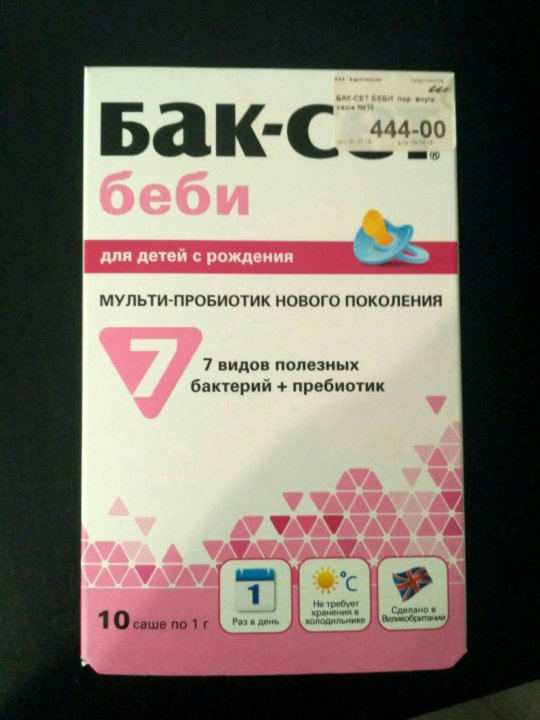 БАК-СЕТ БЕБИ пор. внутр.
саше №10
444-00
Бак-сет®
беби
для детей с рождения
МУЛЬТИ-ПРОБИОТИК НОВОГО ПОКОЛЕНИЯ
7
7 видов полезных
бактерий + пребиотик
10 саше по 1 г
1
Раз в день
°C
Не требует
хранения в
холодильнике
Сделано в
Великобритании